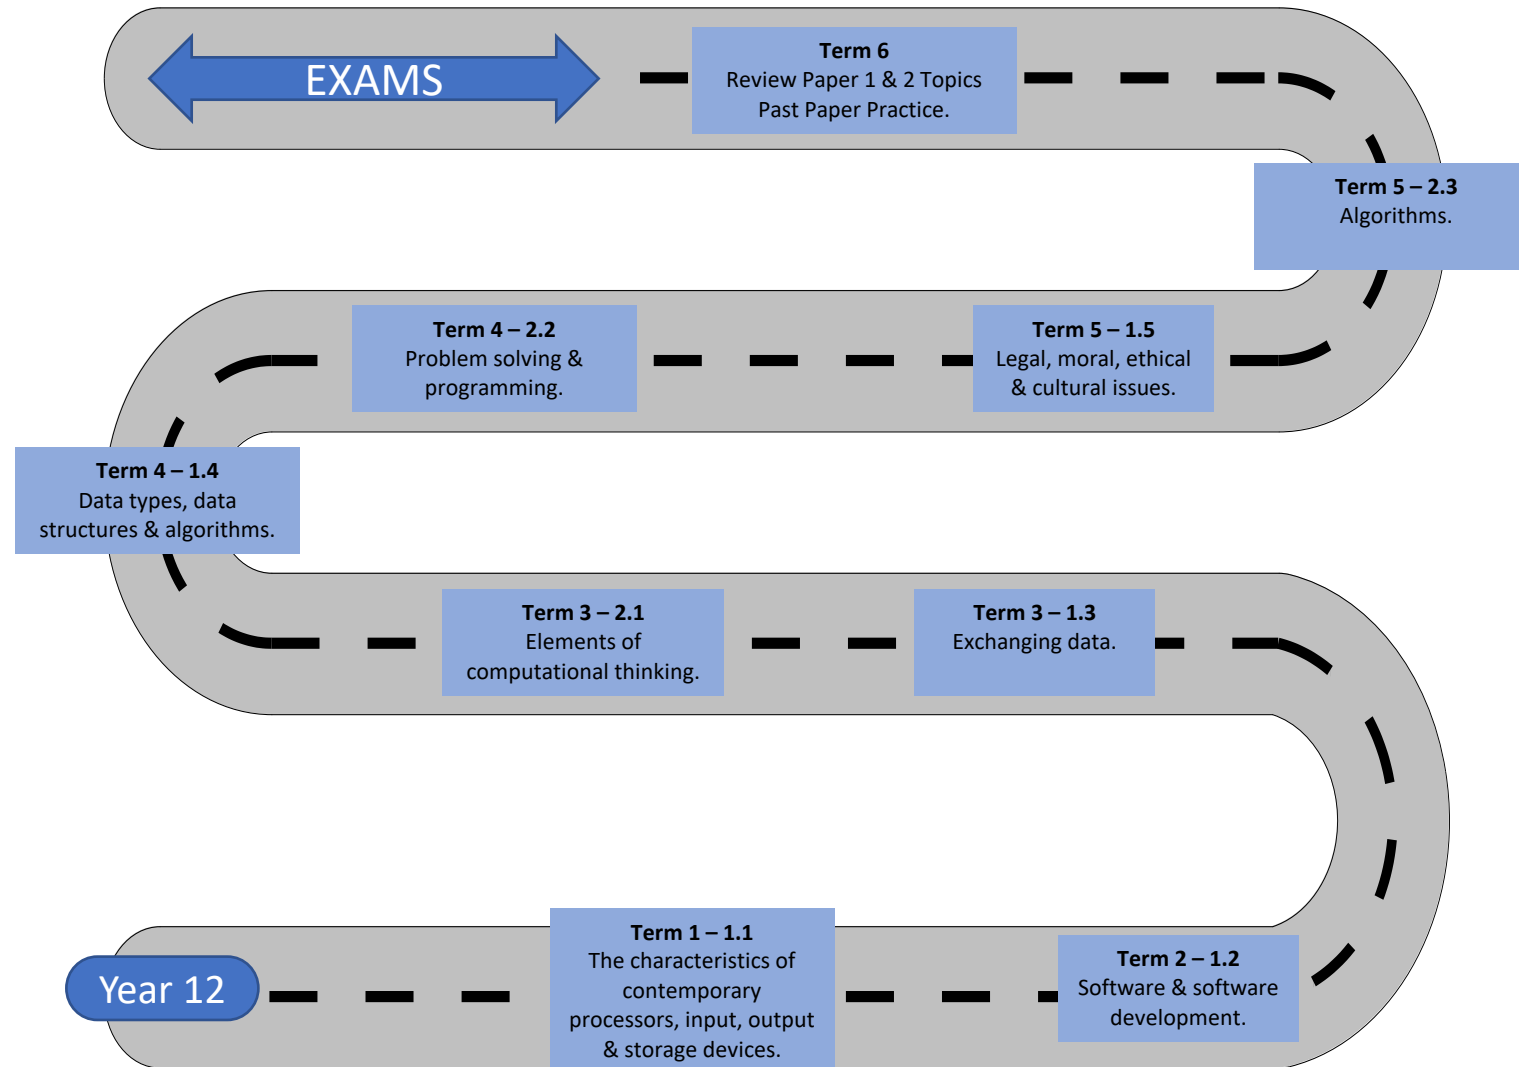 EXAMS
Term 6
Review Paper 1 & 2 Topics
Past Paper Practice.
Term 5 – 2.3
Algorithms.
Term 4 – 2.2
Problem solving &
programming.
Term 5 – 1.5
Legal, moral, ethical
& cultural issues.
Term 4 – 1.4
Data types, data
structures & algorithms.
Term 3 – 2.1
Elements of
computational thinking.
Term 3 – 1.3
Exchanging data.
Year 12
Term 1 – 1.1
The characteristics of
contemporary
processors, input, output
& storage devices.
Term 2 – 1.2
Software & software
development.